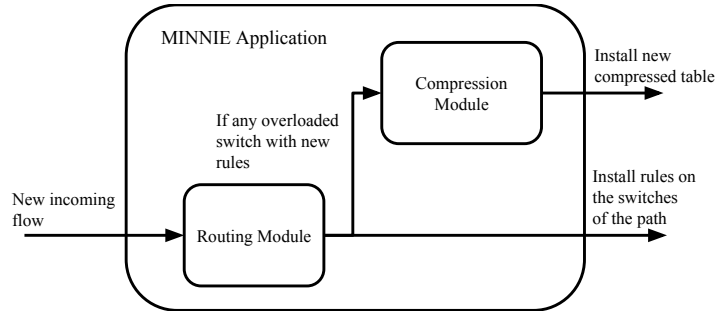 MINNIE Application
Compression
Module
Install new
compressed table
If any overloaded
switch with new
rules
New incoming
flow
Routing Module
Install rules on
the switches
of the path